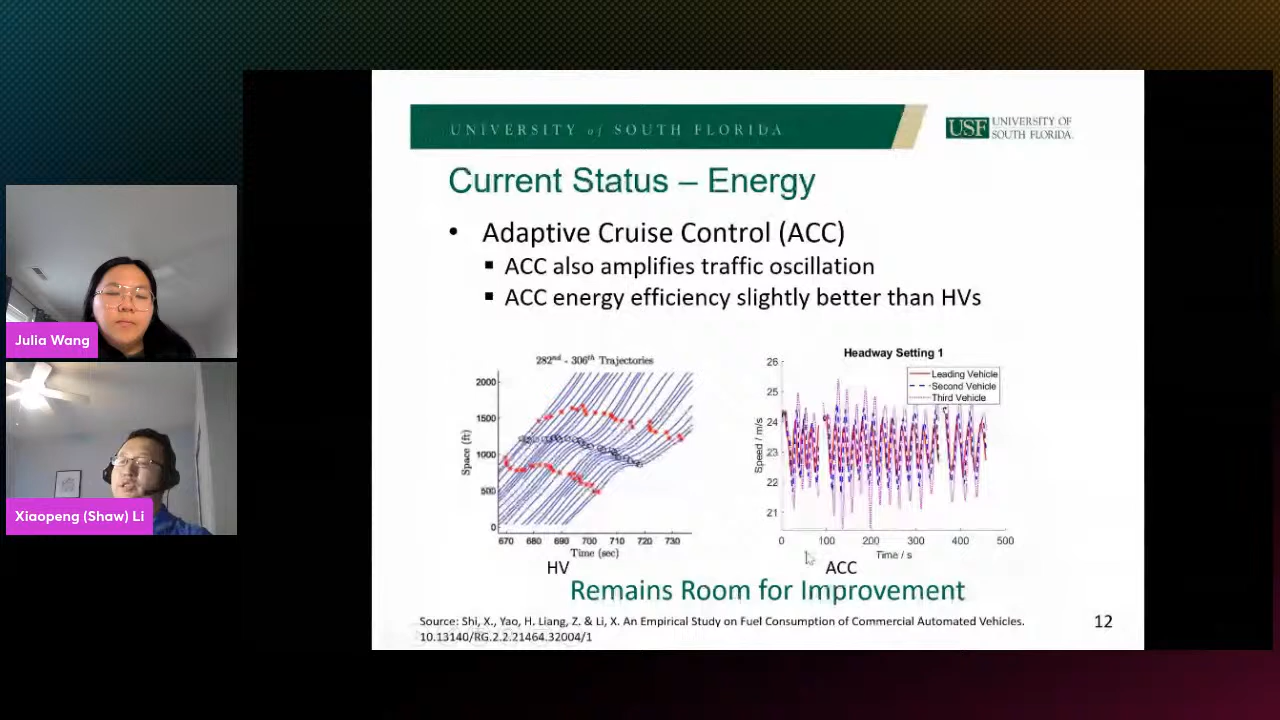 UNIVERSITY of SOUTH FLORIDA
USF UNIVERSITY OF
SOUTH FLORIDA.
Current Status – Energy
• Adaptive Cruise Control (ACC)
▪ ACC also amplifies traffic oscillation
▪ ACC energy efficiency slightly better than HVs
Julia Wang
Xiaopeng (Shaw) Li
282nd - 306th Trajectories
Space (ft)
2000
1500
1000
500
0
670 680 690 700 710 720 730
Time (sec)
HV
Headway Setting 1
Leading Vehicle
Second Vehicle
Third Vehicle
Speed / m/s
26
25
24
23
22
21
0 100 200 300 400 500
Time / s
ACC
Remains Room for Improvement
Source: Shi, X., Yao, H. Liang, Z. & Li, X. An Empirical Study on Fuel Consumption of Commercial Automated Vehicles.
10.13140/RG.2.2.21464.32004/1
12